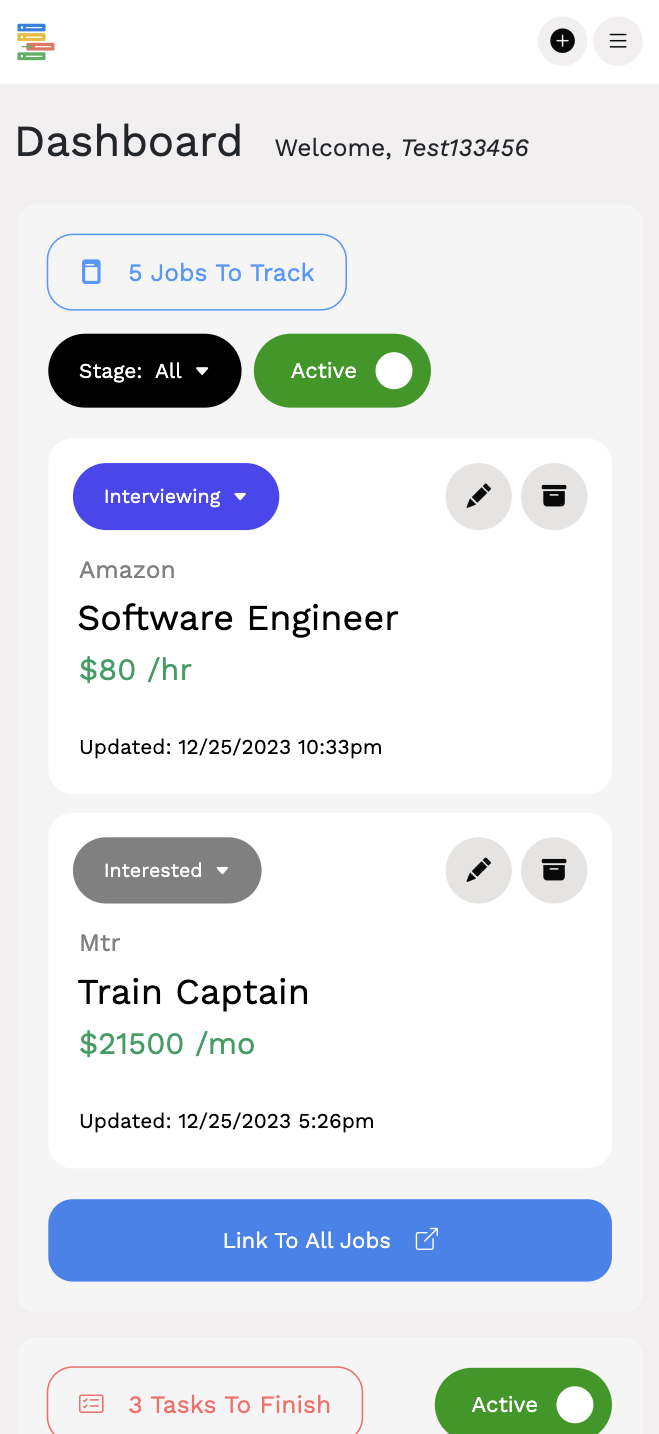 Dashboard Welcome, Test133456
5 Jobs To Track
Stage: All Active
Interviewing
Amazon
Software Engineer
$80 /hr
Updated: 12/25/2023 10:33pm
Interested
Mtr
Train Captain
$21500 /mo
Updated: 12/25/2023 5:26pm
Link To All Jobs
3 Tasks To Finish Active